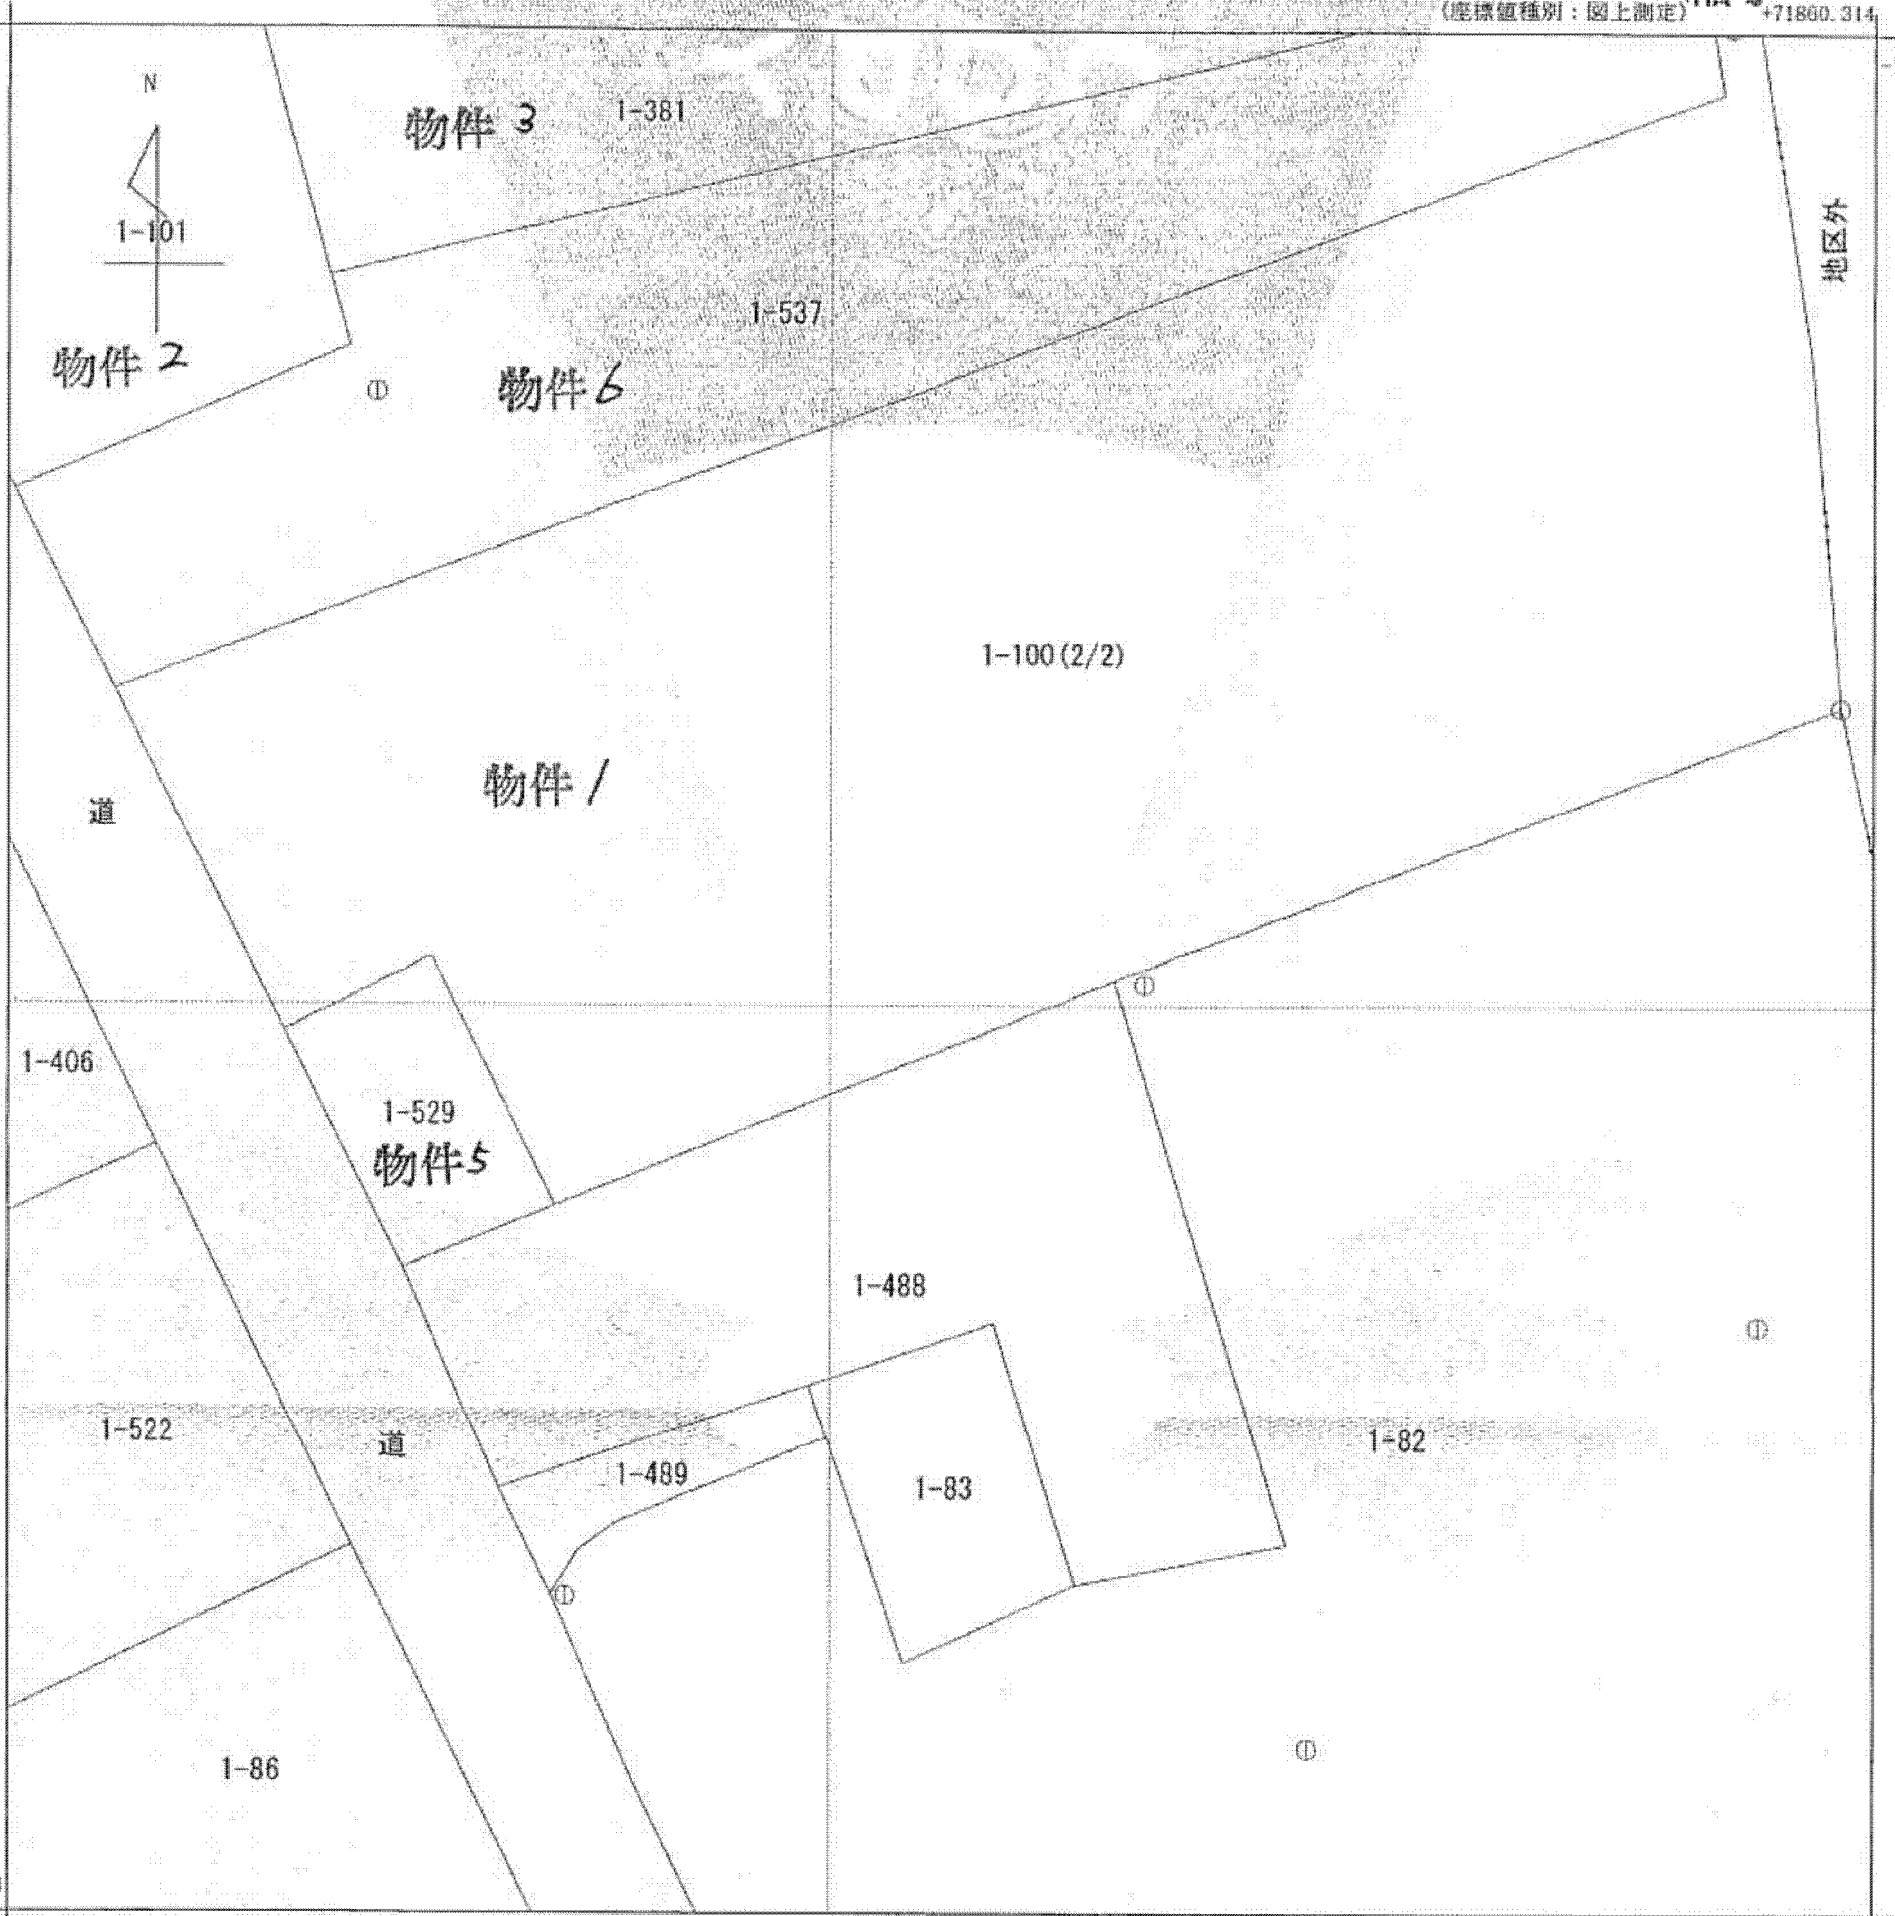 (座標値種別：図上測定)
+71860.314
N
物件 3
1-381
1-101
地区外
1-537
物件 2
物件 6
1-100(2/2)
物件 1
道
1-406
1-529
物件5
1-488
1-522
道
1-82
1-489
1-83
1-86